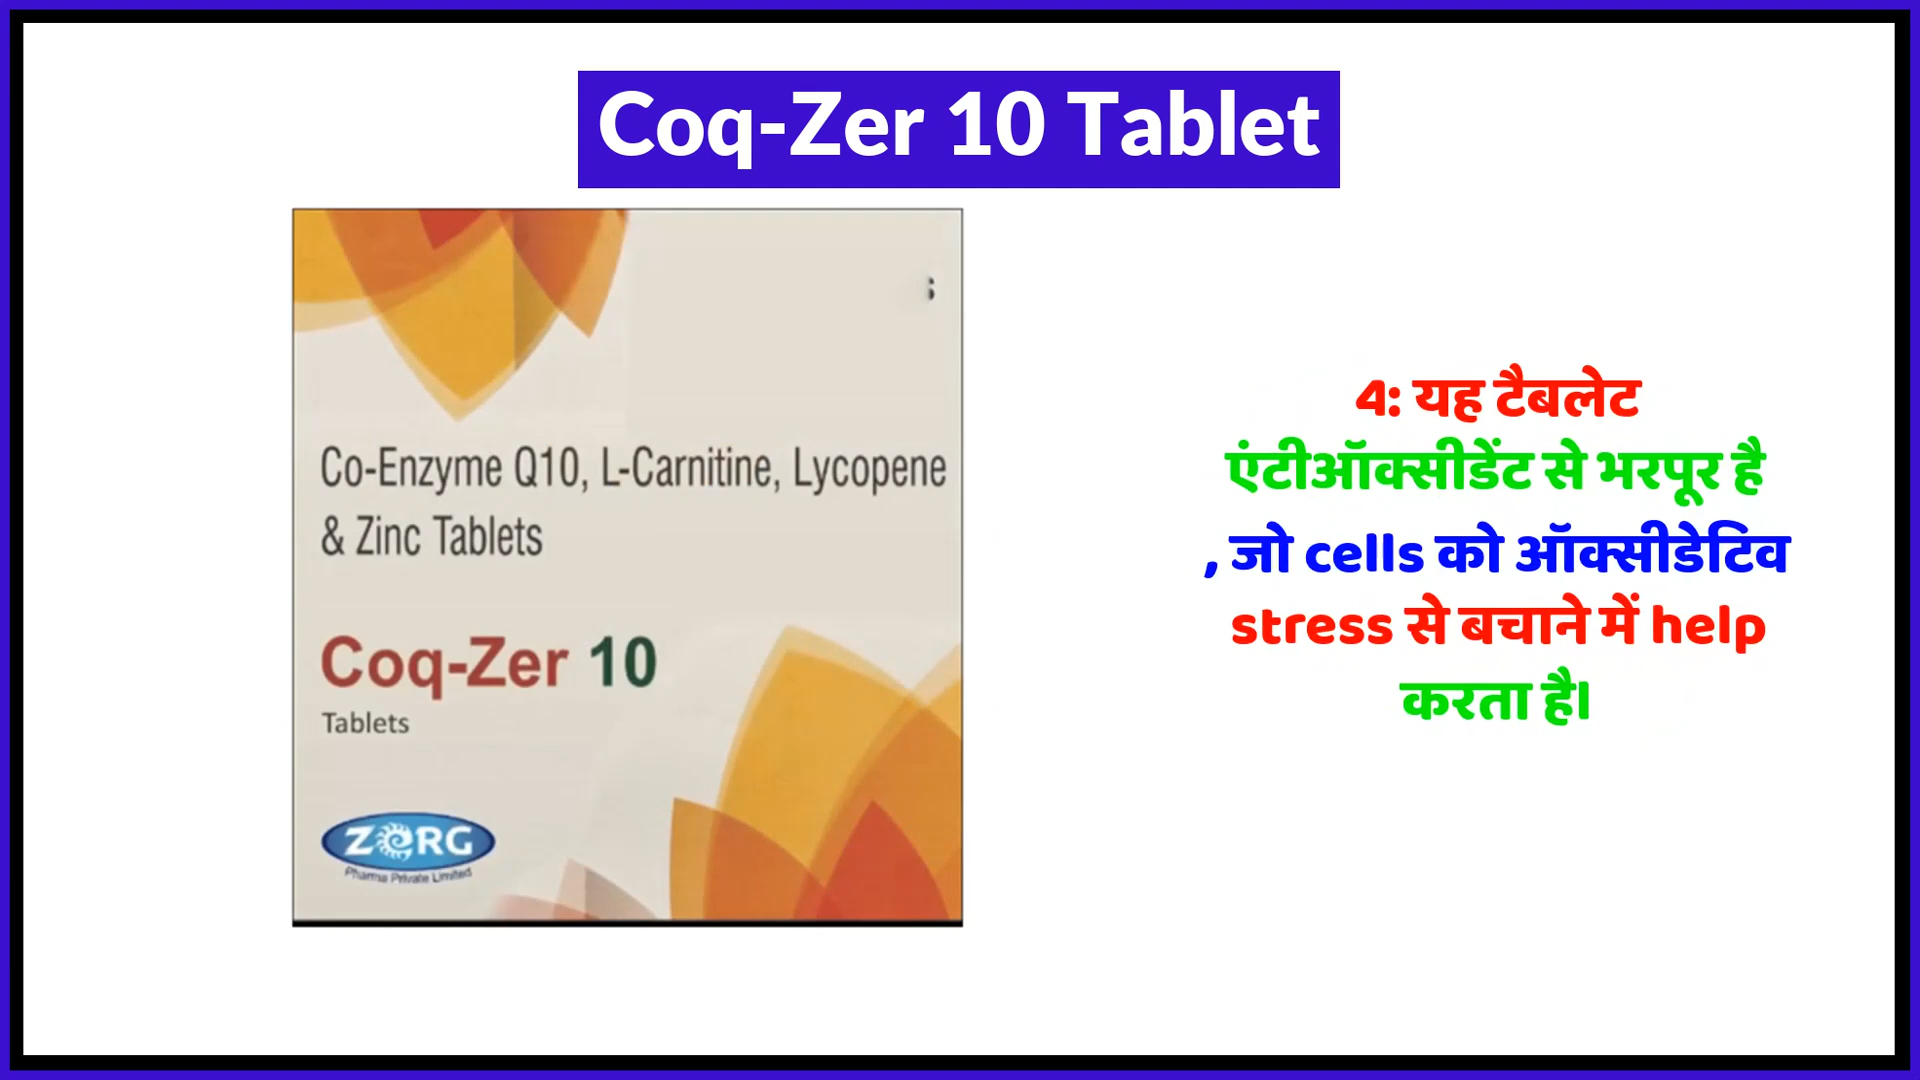 Coq-Zer 10 Tablet
Co-Enzyme Q10, L-Carnitine, Lycopene
& Zinc Tablets
Coq-Zer 10
Tablets
ZORG
Pharma Private Limited
4: यह टैबलेट
एंटीऑक्सीडेंट से भरपूर है
, जो cells को ऑक्सीडेटिव
stress से बचाने में help
करता है।